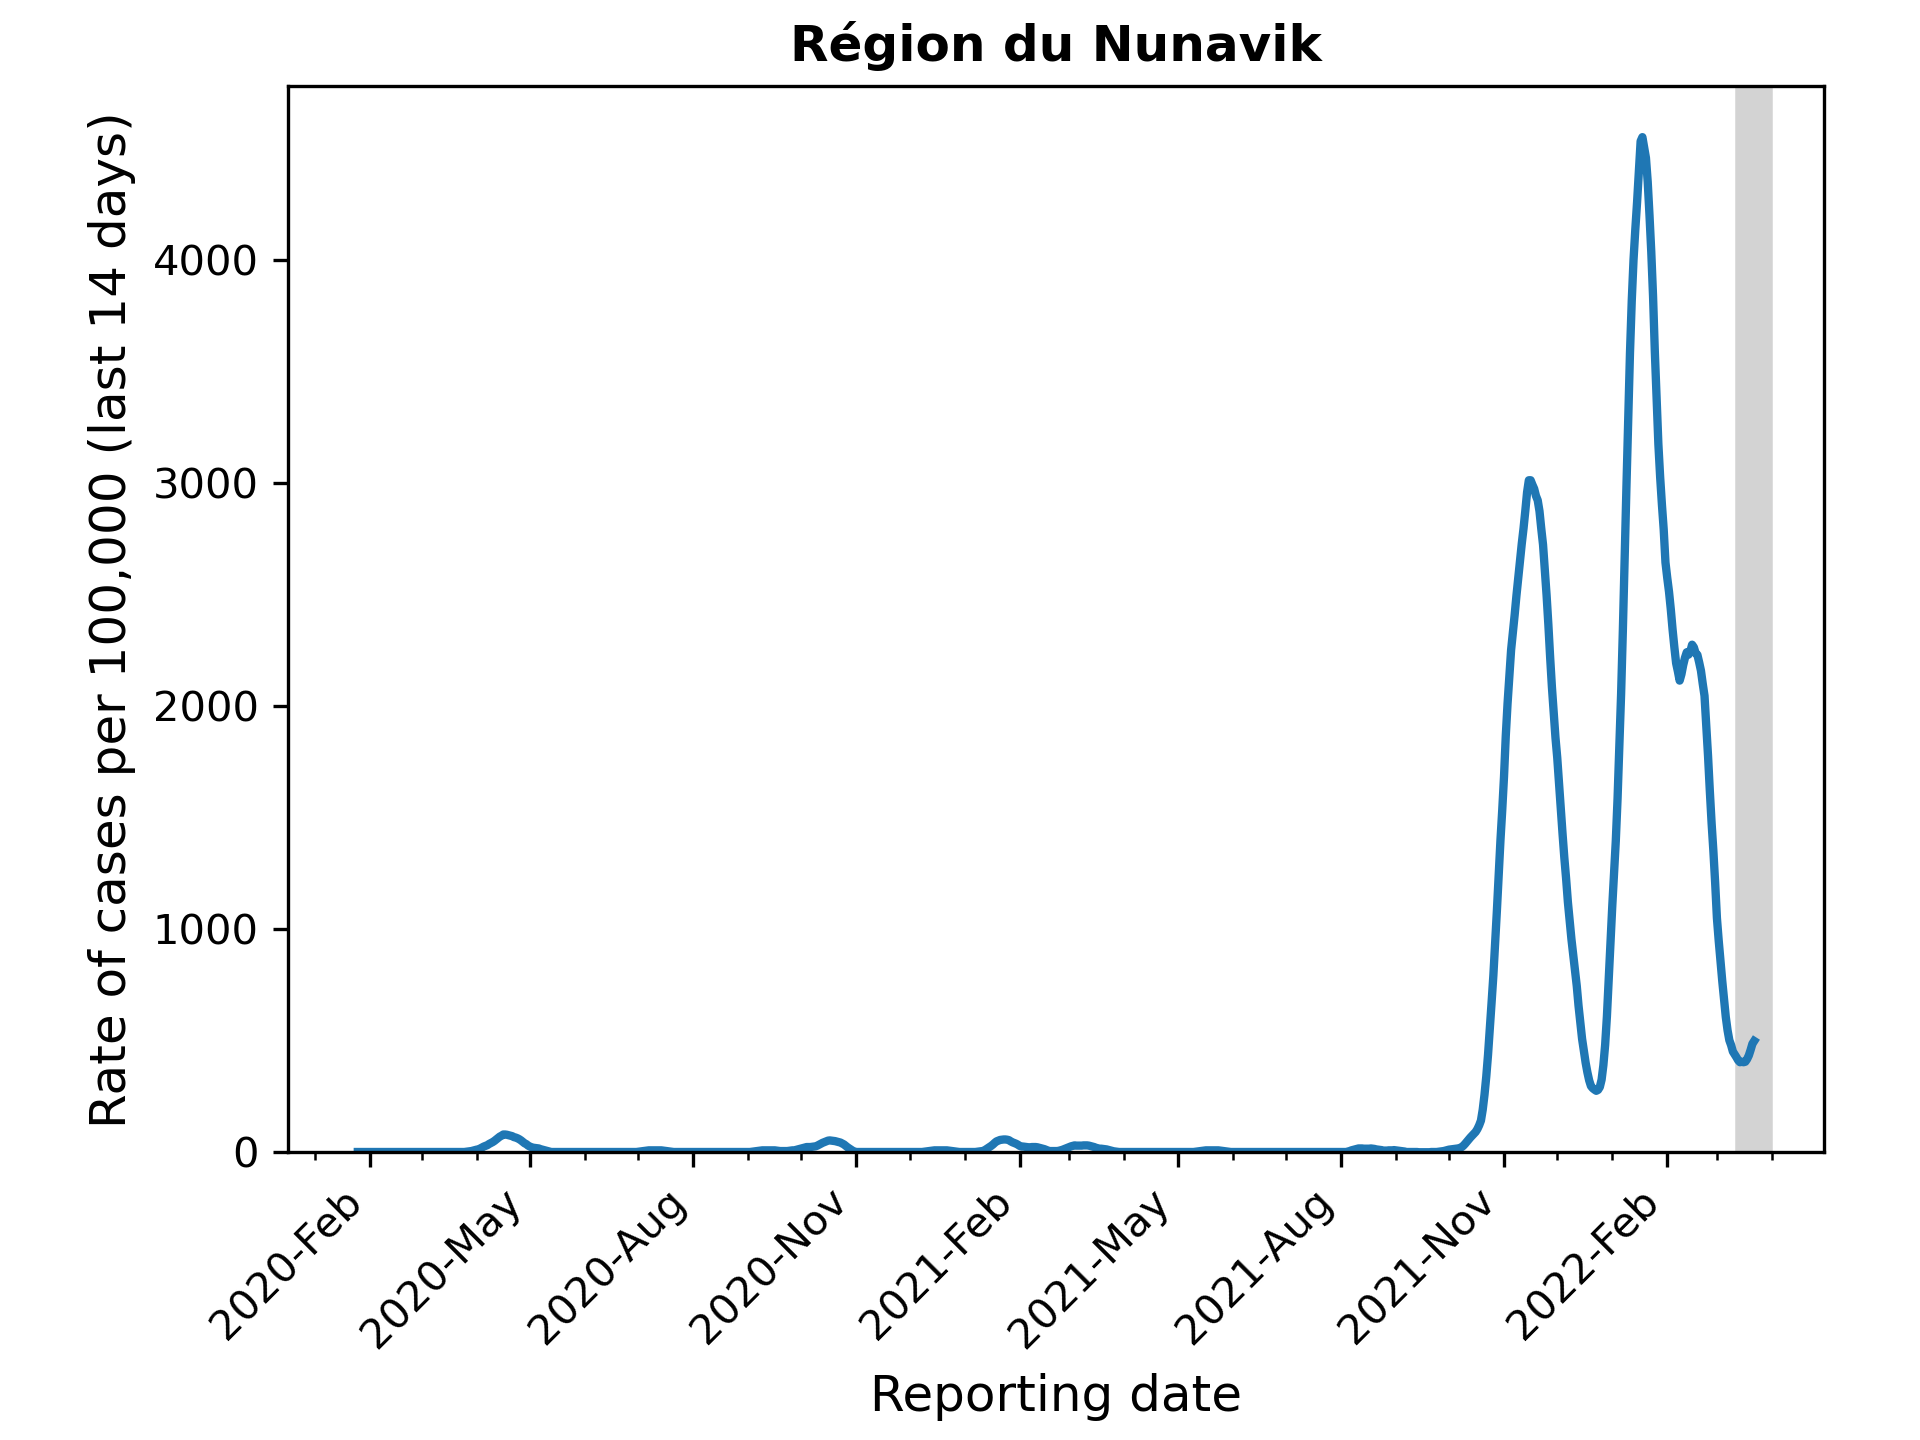 Région du Nunavik
Rate of cases per 100,000 (last 14 days)
4000
3000
2000
1000
0
2020-Feb
2020-May
2020-Aug
2020-Nov
2021-Feb
2021-May
2021-Aug
2021-Nov
2022-Feb
Reporting date